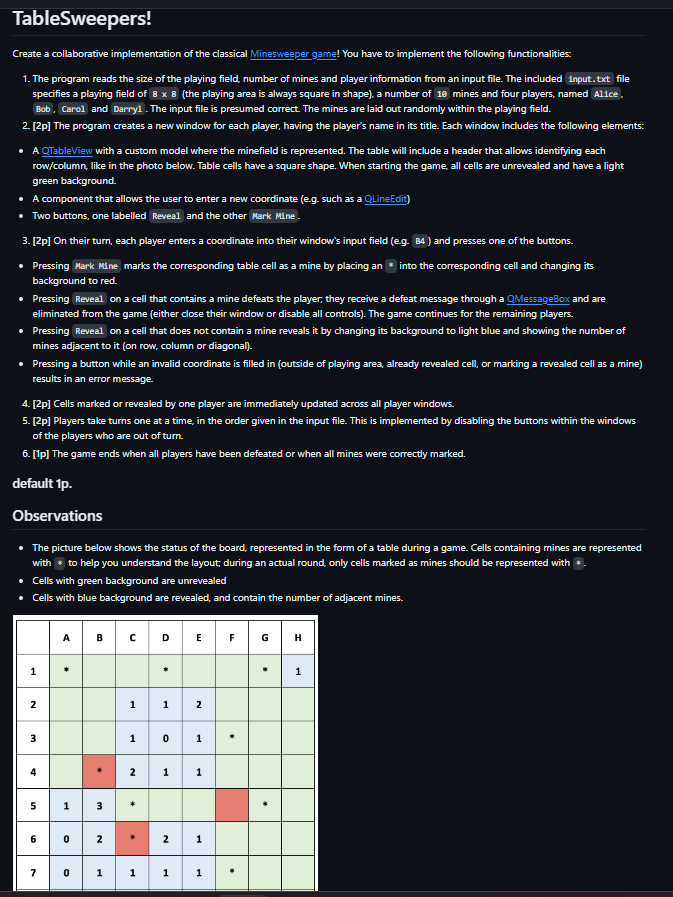 TableSweepers!
Create a collaborative implementation of the classical Minesweeper game! You have to implement the following functionalities:
1. The program reads the size of the playing field, number of mines and player information from an input file. The included input.txt file
specifies a playing field of 8 x 8 (the playing area is always square in shape), a number of 10 mines and four players, named Alice,
Bob, Carol and Darryl. The input file is presumed correct. The mines are laid out randomly within the playing field.
2. [2p] The program creates a new window for each player, having the player's name in its title. Each window includes the following elements:
• A QTableView with a custom model where the minefield is represented. The table will include a header that allows identifying each
row/column, like in the photo below. Table cells have a square shape. When starting the game, all cells are unrevealed and have a light
green background.
• A component that allows the user to enter a new coordinate (e.g. such as a QLineEdit)
• Two buttons, one labelled Reveal and the other Mark Mine.
3. [2p] On their turn, each player enters a coordinate into their window's input field (e.g. B4) and presses one of the buttons.
• Pressing Mark Mine marks the corresponding table cell as a mine by placing an * into the corresponding cell and changing its
background to red.
• Pressing Reveal on a cell that contains a mine defeats the player; they receive a defeat message through a QMessageBox and are
eliminated from the game (either close their window or disable all controls). The game continues for the remaining players.
• Pressing Reveal on a cell that does not contain a mine reveals it by changing its background to light blue and showing the number of
mines adjacent to it (on row, column or diagonal).
• Pressing a button while an invalid coordinate is filled in (outside of playing area, already revealed cell, or marking a revealed cell as a mine)
results in an error message.
4. [2p] Cells marked or revealed by one player are immediately updated across all player windows.
5. [2p] Players take turns one at a time, in the order given in the input file. This is implemented by disabling the buttons within the windows
of the players who are out of turn.
6. [1p] The game ends when all players have been defeated or when all mines were correctly marked.
default 1p.
Observations
• The picture below shows the status of the board, represented in the form of a table during a game. Cells containing mines are represented
with * to help you understand the layout; during an actual round, only cells marked as mines should be represented with *.
• Cells with green background are unrevealed
• Cells with blue background are revealed, and contain the number of adjacent mines.
A B C D E F G H
1 * * * 1
2 1 1 2
3 1 0 1 *
4 * 2 1 1
5 1 3 * *
6 0 2 * 2 1
7 0 1 1 1 1 *